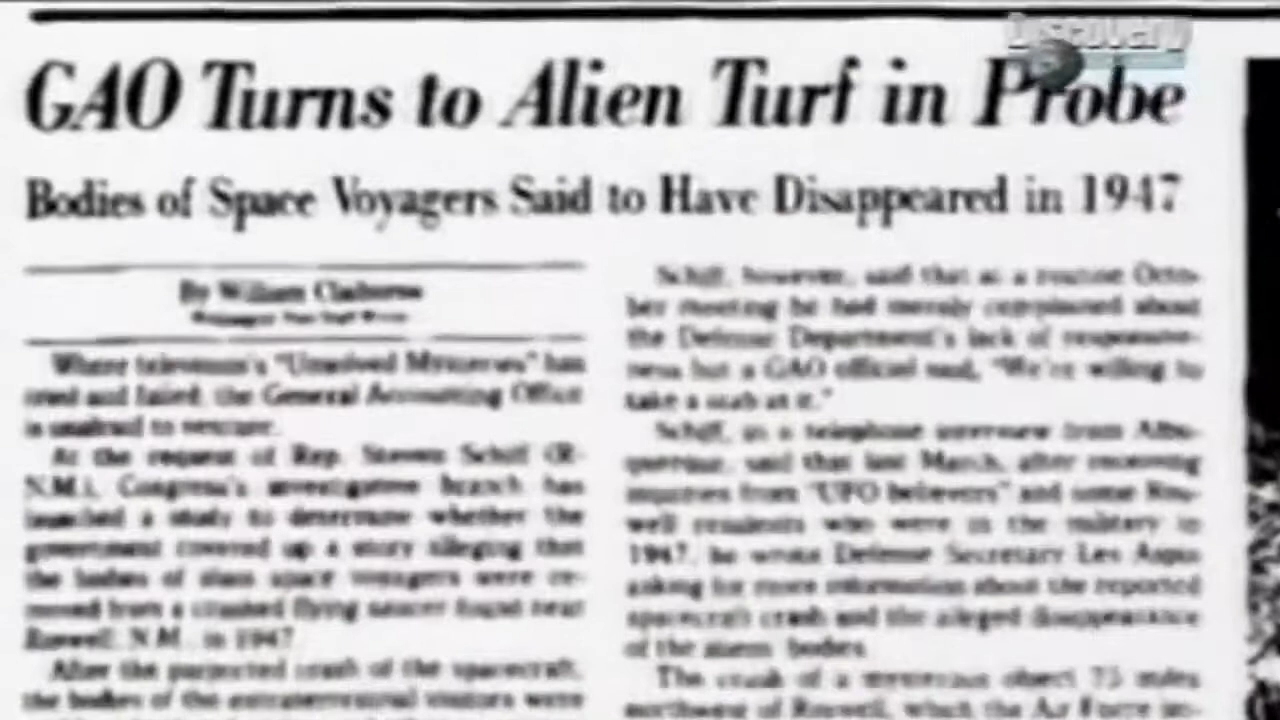 Discovery
GAO Turns to Alien Turf in Probe
Bodies of Space Voyagers Said to Have Disappeared in 1947
By William Claiborne
Washington Post Staff Writer
Where television's "Unsolved Mysteries" has
tried and failed, the General Accounting Office
is unafraid to venture.
At the request of Rep. Steven Schiff (R-
N.M.), Congress's investigative branch has
launched a study to determine whether the
government covered up a story alleging that
the bodies of alien space voyagers were re-
moved from a crashed flying saucer found near
Roswell, N.M., in 1947.
After the purported crash of the spacecraft,
the bodies of the extraterrestrial visitors were
Schiff, however, said that at a routine Octo-
ber meeting he had merely complained about
the Defense Department's lack of responsive-
ness but a GAO official said, "We're willing to
take a stab at it."
Schiff, in a telephone interview from Albu-
querque, said that last March, after receiving
inquiries from "UFO believers" and some Ros-
well residents who were in the military in
1947, he wrote Defense Secretary Les Aspin
asking for more information about the reported
spacecraft crash and the alleged disappearance
of the aliens' bodies.
The crash of a mysterious object 75 miles
northwest of Roswell, which the Air Force in-